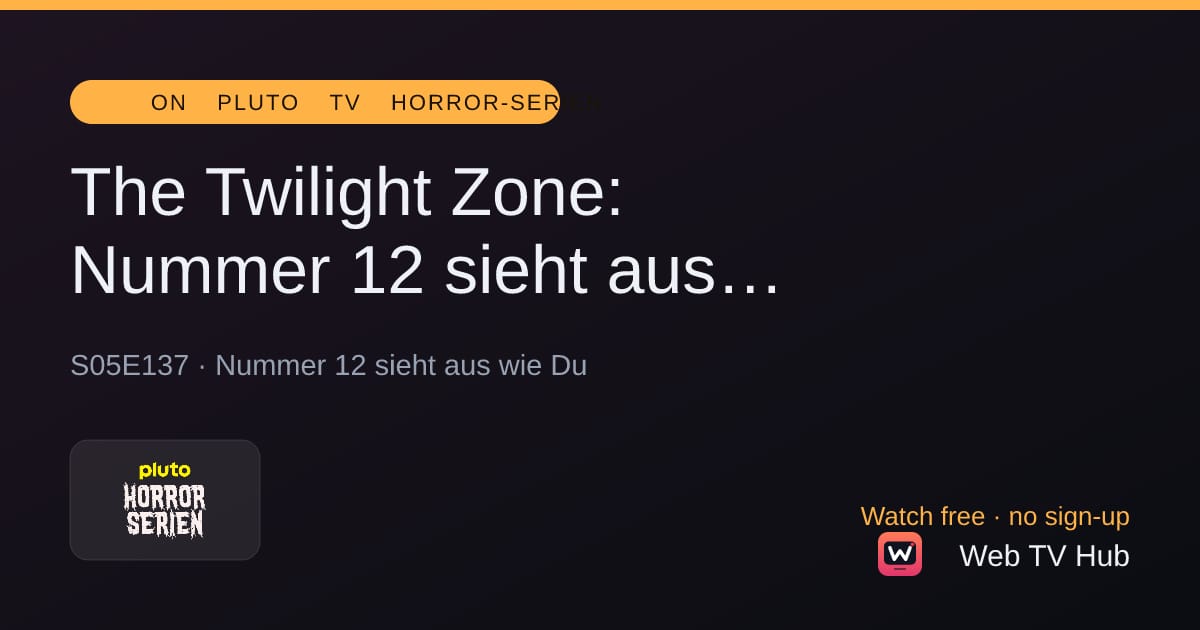 ON PLUTO TV HORROR-SERIEN
The Twilight Zone:
Nummer 12 sieht aus…
S05E137 · Nummer 12 sieht aus wie Du
pluto
HORROR
SERIEN
Watch free · no sign-up
W
Web TV Hub